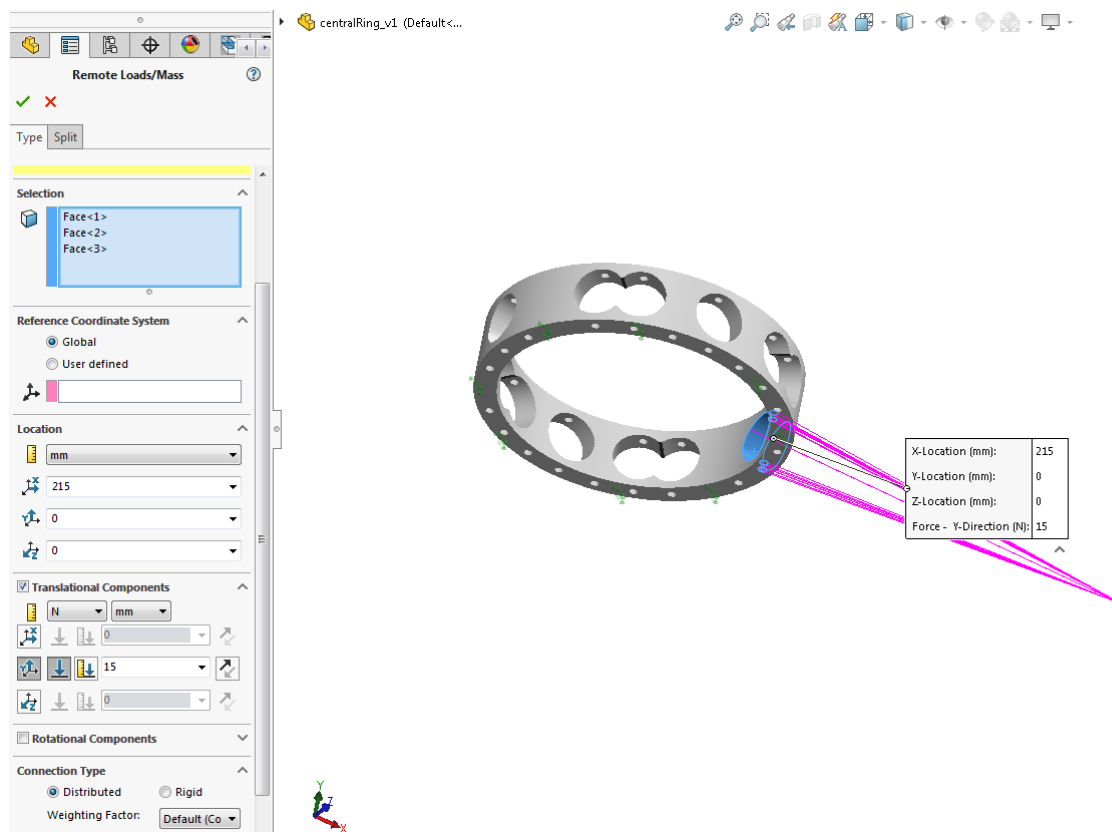 centralRing_v1 (Default<...
Remote Loads/Mass
Type Split
Selection
Face<1>
Face<2>
Face<3>
Reference Coordinate System
Global
User defined
Location
mm
215
0
0
Translational Components
N mm
0
15
0
Rotational Components
Connection Type
Distributed Rigid
Weighting Factor: Default (Co
X-Location (mm): 215
Y-Location (mm): 0
Z-Location (mm): 0
Force - Y-Direction (N): 15
Y
Z
X